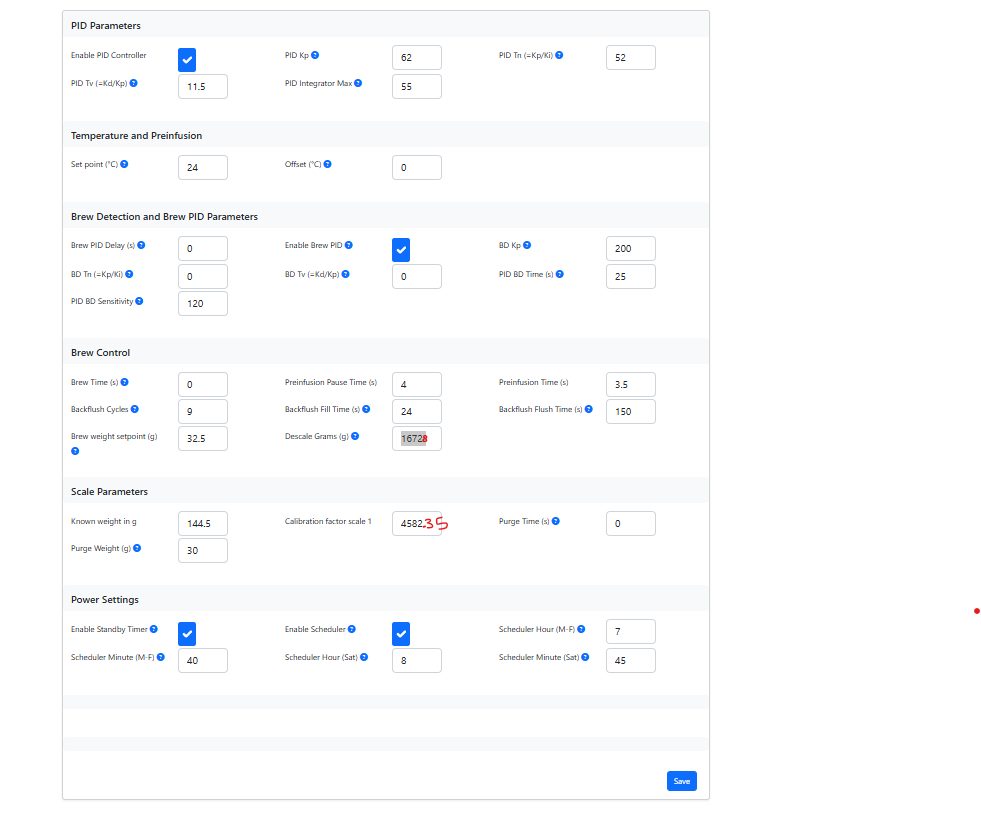 PID Parameters
Enable PID Controller PID Kp 62 PID Tn (=Kp/Ki) 52
PID Tv (=Kd/Kp) 11.5 PID Integrator Max 55
Temperature and Preinfusion
Set point (°C) 24 Offset (°C) 0
Brew Detection and Brew PID Parameters
Brew PID Delay (s) 0 Enable Brew PID BD Kp 200
BD Tn (=Kp/Ki) 0 BD Tv (=Kd/Kp) 0 PID BD Time (s) 25
PID BD Sensitivity 120
Brew Control
Brew Time (s) 0 Preinfusion Pause Time (s) 4 Preinfusion Time (s) 3.5
Backflush Cycles 9 Backflush Fill Time (s) 24 Backflush Flush Time (s) 150
Brew weight setpoint (g) 32.5 Descale Grams (g) 16728
Scale Parameters
Known weight in g 144.5 Calibration factor scale 1 4582.35 Purge Time (s) 0
Purge Weight (g) 30
Power Settings
Enable Standby Timer Enable Scheduler Scheduler Hour (M-F) 7
Scheduler Minute (M-F) 40 Scheduler Hour (Sat) 8 Scheduler Minute (Sat) 45
Save